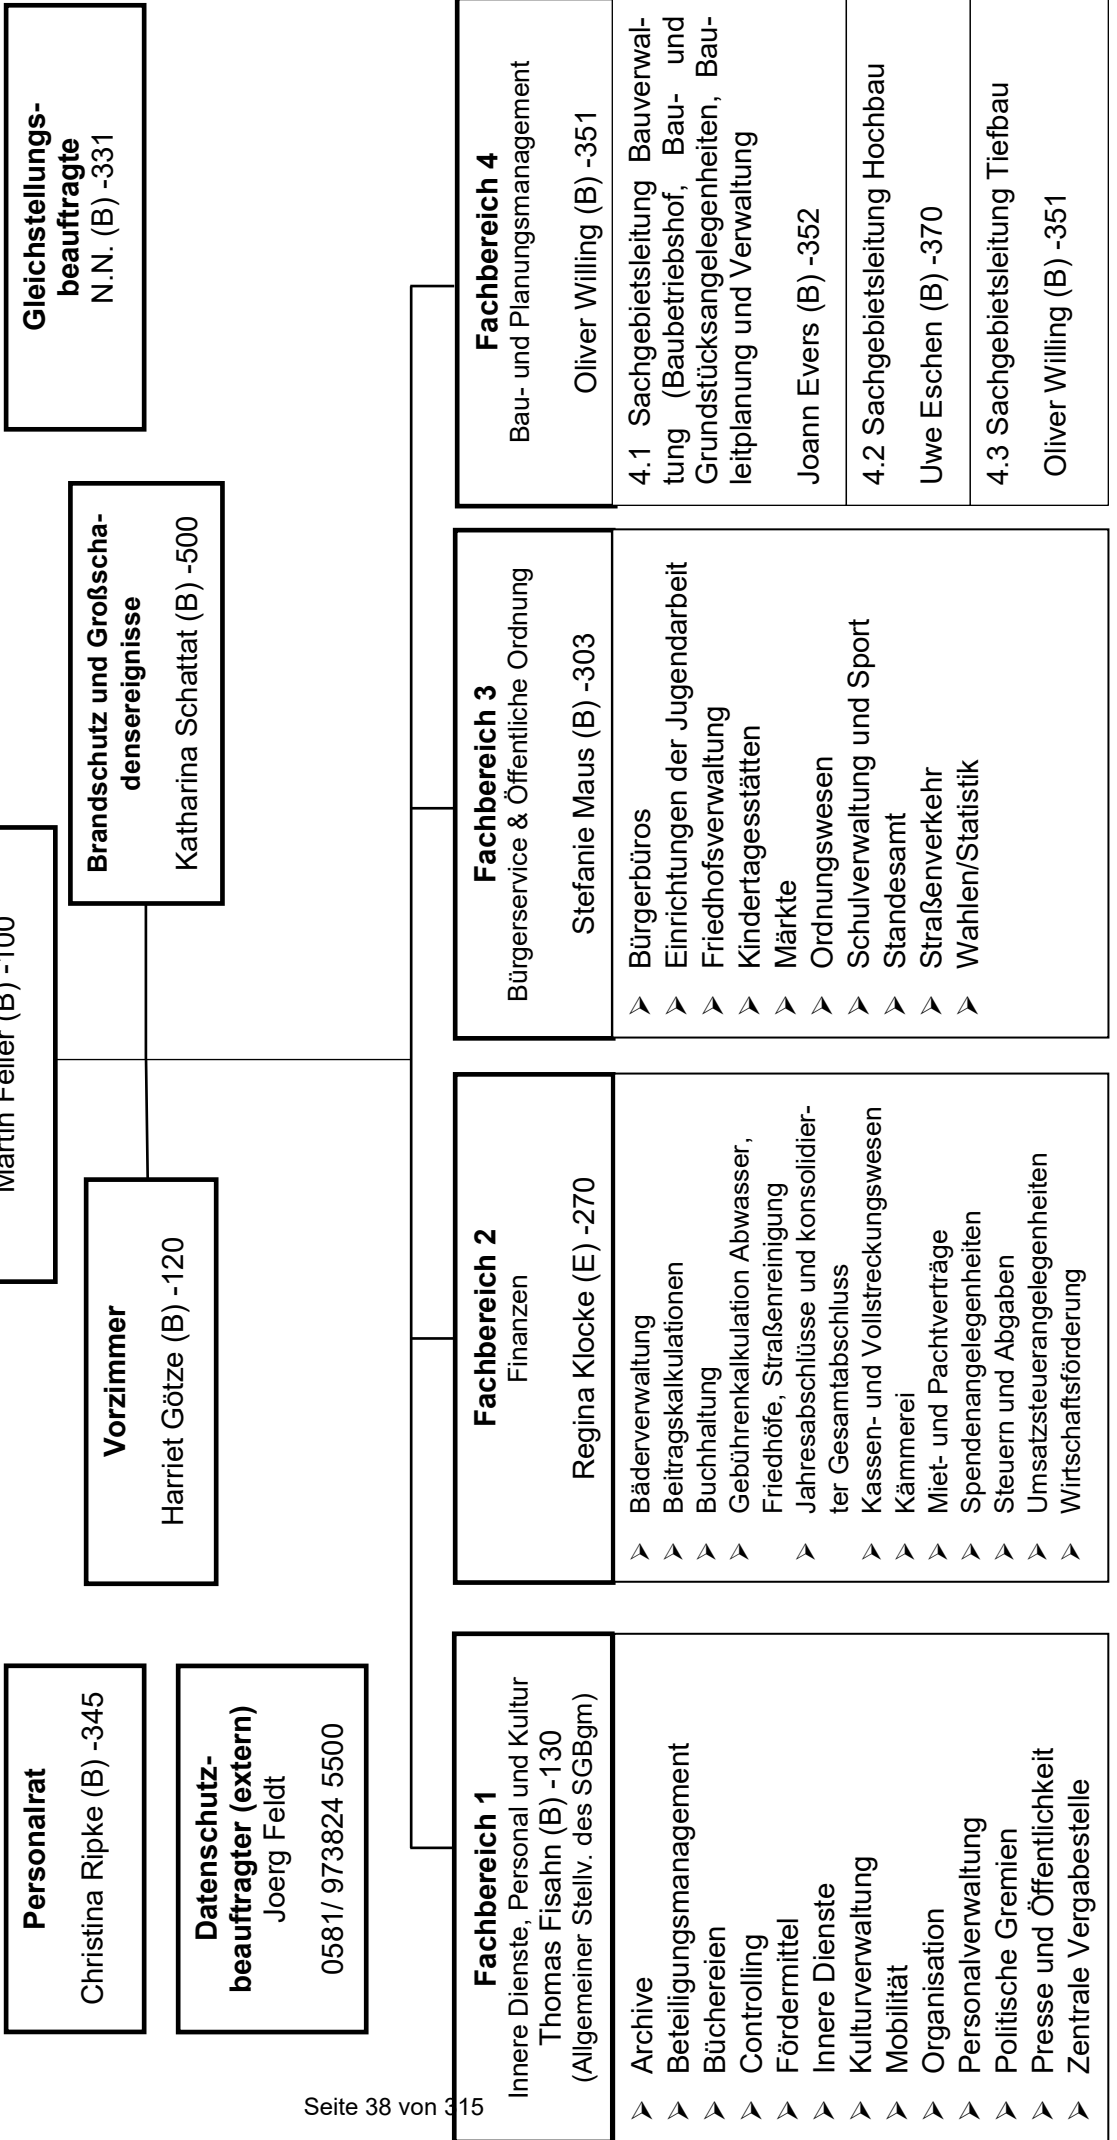 Martin Feller (B) -100
Personalrat
Christina Ripke (B) -345
Datenschutz-
beauftragter (extern)
Joerg Feldt
0581/ 973824 5500
Vorzimmer
Harriet Götze (B) -120
Brandschutz und Großscha-
densereignisse
Katharina Schattat (B) -500
Gleichstellungs-
beauftragte
N.N. (B) -331
Fachbereich 1
Innere Dienste, Personal und Kultur
Thomas Fisahn (B) -130
(Allgemeiner Stellv. des SGBgm)
➢ Archive
➢ Beteiligungsmanagement
➢ Büchereien
➢ Controlling
➢ Fördermittel
➢ Innere Dienste
➢ Kulturverwaltung
➢ Mobilität
➢ Organisation
➢ Personalverwaltung
➢ Politische Gremien
➢ Presse und Öffentlichkeit
➢ Zentrale Vergabestelle
Fachbereich 2
Finanzen
Regina Klocke (E) -270
➢ Bäderverwaltung
➢ Beitragskalkulationen
➢ Buchhaltung
➢ Gebührenkalkulation Abwasser,
Friedhöfe, Straßenreinigung
➢ Jahresabschlüsse und konsolidier-
ter Gesamtabschluss
➢ Kassen- und Vollstreckungswesen
➢ Kämmerei
➢ Miet- und Pachtverträge
➢ Spendenangelegenheiten
➢ Steuern und Abgaben
➢ Umsatzsteuerangelegenheiten
➢ Wirtschaftsförderung
Fachbereich 3
Bürgerservice & Öffentliche Ordnung
Stefanie Maus (B) -303
➢ Bürgerbüros
➢ Einrichtungen der Jugendarbeit
➢ Friedhofsverwaltung
➢ Kindertagesstätten
➢ Märkte
➢ Ordnungswesen
➢ Schulverwaltung und Sport
➢ Standesamt
➢ Straßenverkehr
➢ Wahlen/Statistik
Fachbereich 4
Bau- und Planungsmanagement
Oliver Willing (B) -351
4.1 Sachgebietsleitung Bauverwal-
tung (Baubetriebshof, Bau- und
Grundstücksangelegenheiten, Bau-
leitplanung und Verwaltung
Joann Evers (B) -352
4.2 Sachgebietsleitung Hochbau
Uwe Eschen (B) -370
4.3 Sachgebietsleitung Tiefbau
Oliver Willing (B) -351
Seite 38 von 315